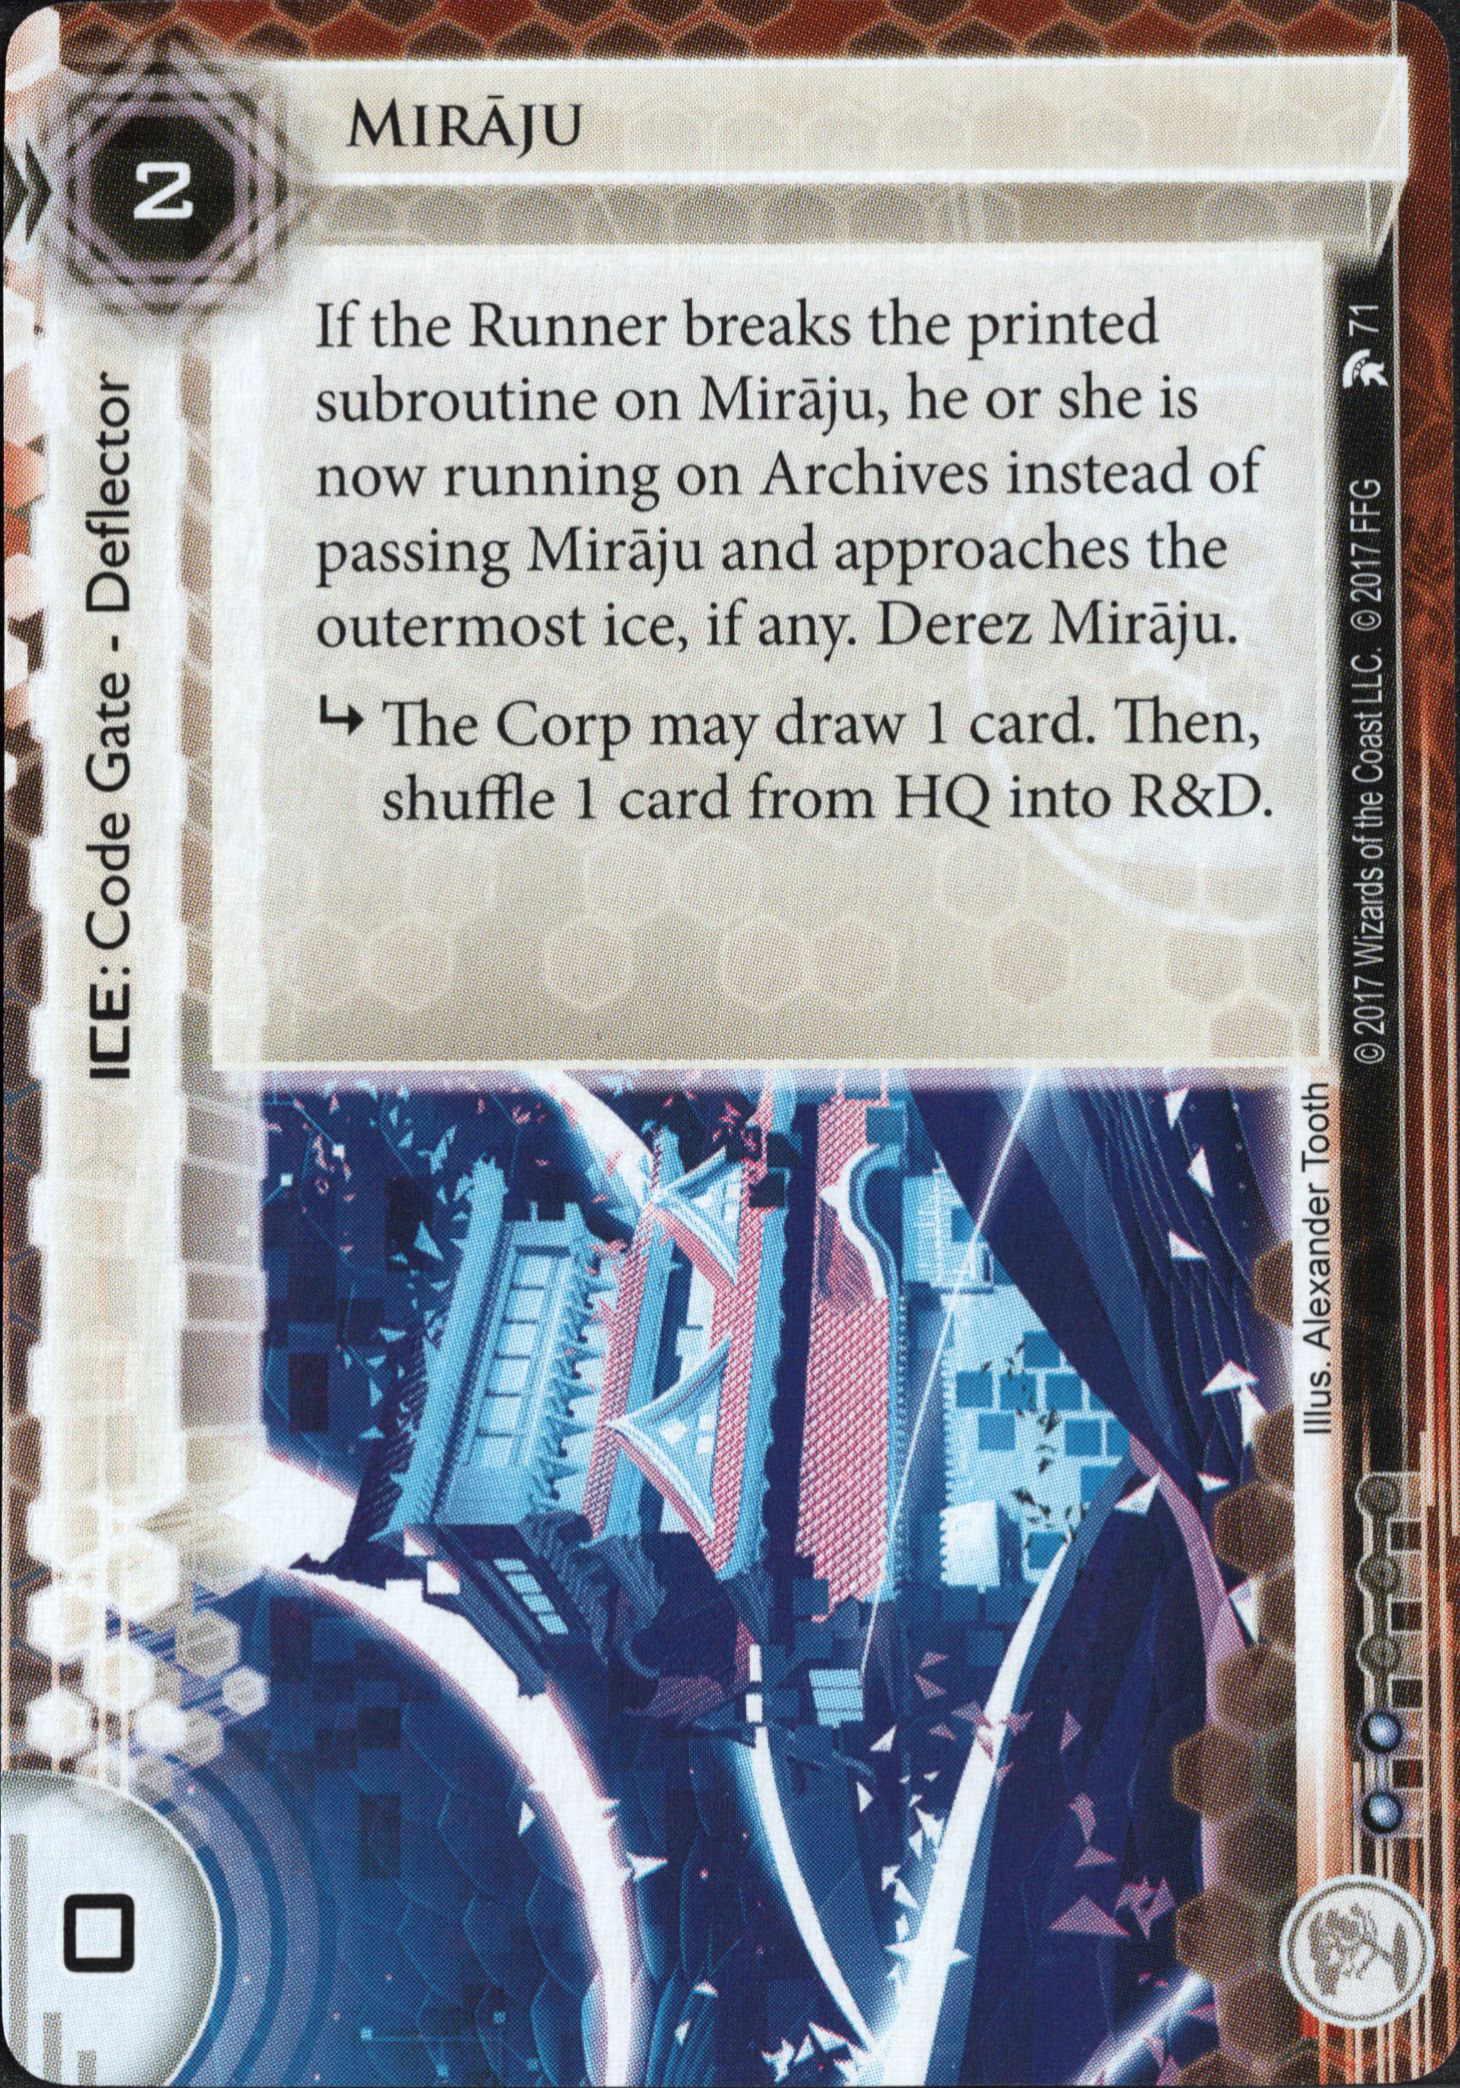 MIRĀJU
2
If the Runner breaks the printed
subroutine on Mirāju, he or she is
now running on Archives instead of
passing Mirāju and approaches the
outermost ice, if any. Derez Mirāju.
↳ The Corp may draw 1 card. Then,
shuffle 1 card from HQ into R&D.
ICE: Code Gate - Deflector
0
Illus. Alexander Tooth
© 2017 Wizards of the Coast LLC. © 2017 FFG 71